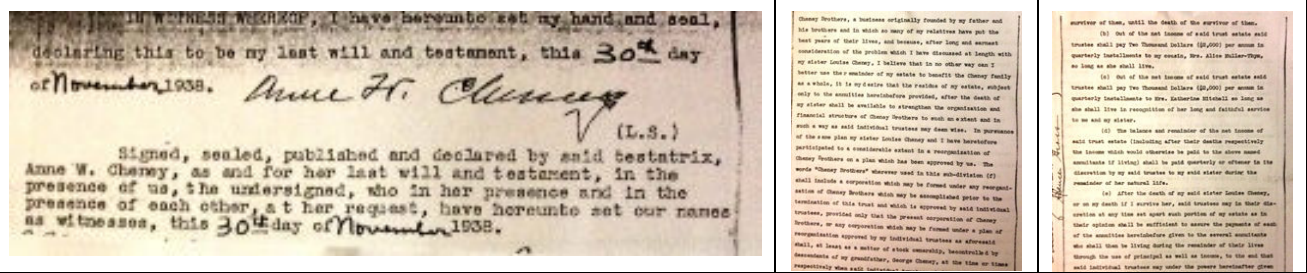 IN WITNESS WHEREOF, I have hereunto set my hand and seal,
declaring this to be my last will and testament, this 30th day
of November 1938. Anne W. Cheney
(L.S.)
Signed, sealed, published and declared by said testatrix,
Anne W. Cheney, as and for her last will and testament, in the
presence of us, the undersigned, who in her presence and in the
presence of each other, at her request, have hereunto set our names
as witnesses, this 30th day of November 1938.
Cheney Brothers, a business originally founded by my father and
his brothers and in which so many of my relatives have put the
best years of their lives, and because, after long and earnest
consideration of the problem which I have discussed at length with
my sister Louise Cheney, I believe that in no other way can I
better use the remainder of my estate to benefit the Cheney family
as a whole, it is my desire that the residue of my estate, subject
only to the annuities hereinbefore provided, after the death of
my sister shall be available to strengthen the organization and
financial structure of Cheney Brothers to such an extent and in
such a way as said individual trustees may deem wise. In pursuance
of the same plan my sister Louise Cheney and I have heretofore
participated to a considerable extent in a reorganization of
Cheney Brothers on a plan which has been approved by us. The
words "Cheney Brothers" wherever used in this sub-division (f)
shall include a corporation which may be formed under any reorgani-
zation of Cheney Brothers which may be accomplished prior to the
termination of this trust and which is approved by said individual
trustees, provided only that the present corporation of Cheney
Brothers, or any corporation which may be formed under a plan of
reorganization approved by my individual trustees as aforesaid
shall, at least as a matter of stock ownership, be controlled by
descendants of my grandfather, George Cheney, at the time or times
respectively when said individual
survivor of them, until the death of the survivor of them.
(b) Out of the net income of said trust estate said
trustees shall pay Two Thousand Dollars ($2,000) per annum in
quarterly installments to my cousin, Mrs. Alice
so long as she shall live.
(c) Out of the net income of said trust estate said
trustees shall pay Two Thousand Dollars ($2,000) per annum in
quarterly installments to Mrs. Katherine Mitchell so long as
she shall live in recognition of her long and faithful service
to me and my sister.
(d) The balance and remainder of the net income of
said trust estate (including after their deaths respectively
the income which would otherwise be paid to the above named
annuitants if living) shall be paid quarterly or oftener in the
discretion by my said trustees to my said sister during the
remainder of her natural life.
(e) After the death of my said sister Louise Cheney,
or on my death if I survive her, said trustees may in their dis-
cretion at any time set apart such portion of my estate as in
their opinion shall be sufficient to assure the payments of each
of the annuities hereinbefore given to the several annuitants
who shall then be living during the remainder of their lives
through the use of principal as well as income, to the end that
said individual trustees under the powers hereinafter given